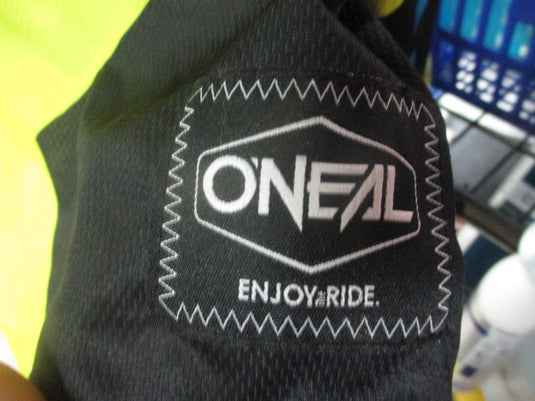 O'NEAL
ENJOY THE RIDE.